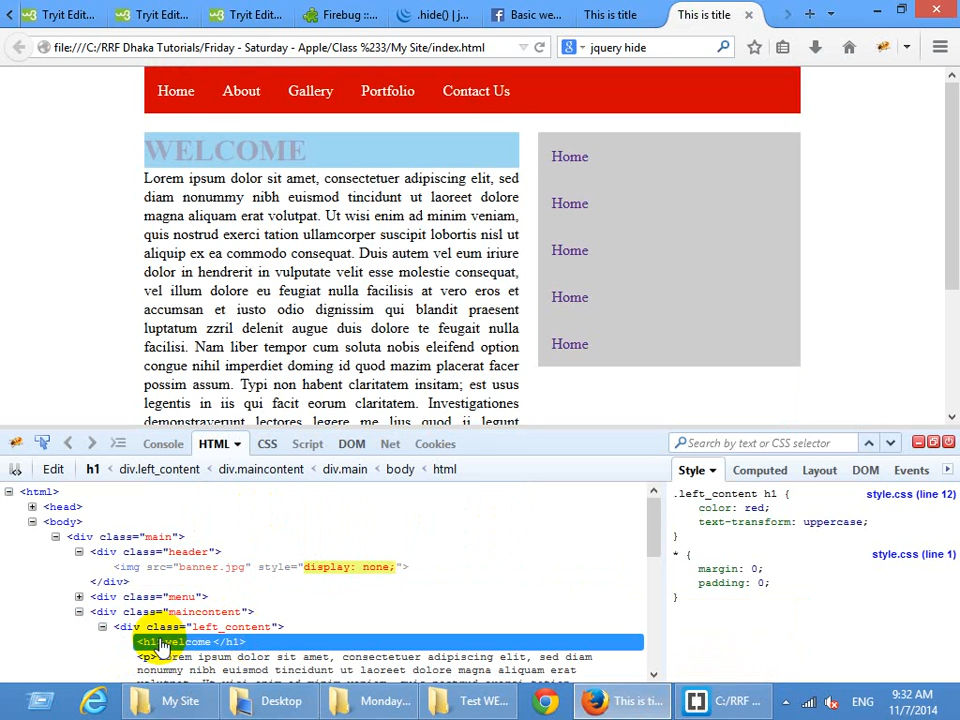 Tryit Edit... Tryit Edit... Tryit Edit... Firebug ::... .hide() | j... Basic we... This is title This is title
file:///C:/RRF Dhaka Tutorials/Friday - Saturday - Apple/Class %233/My Site/index.html jquery hide
Home About Gallery Portfolio Contact Us
WELCOME
Lorem ipsum dolor sit amet, consectetuer adipiscing elit, sed
diam nonummy nibh euismod tincidunt ut laoreet dolore
magna aliquam erat volutpat. Ut wisi enim ad minim veniam,
quis nostrud exerci tation ullamcorper suscipit lobortis nisl ut
aliquip ex ea commodo consequat. Duis autem vel eum iriure
dolor in hendrerit in vulputate velit esse molestie consequat,
vel illum dolore eu feugiat nulla facilisis at vero eros et
accumsan et iusto odio dignissim qui blandit praesent
luptatum zzril delenit augue duis dolore te feugait nulla
facilisi. Nam liber tempor cum soluta nobis eleifend option
congue nihil imperdiet doming id quod mazim placerat facer
possim assum. Typi non habent claritatem insitam; est usus
legentis in iis qui facit eorum claritatem. Investigationes
demonstraverunt lectores legere me lius quod ii legunt
Home
Home
Home
Home
Home
Console HTML CSS Script DOM Net Cookies Search by text or CSS selector
Edit h1 div.left_content div.maincontent div.main body html
<html>
<head>
<body>
<div class="main">
<div class="header">
<img src="banner.jpg" style="display: none;">
</div>
<div class="menu">
<div class="maincontent">
<div class="left_content">
<h1>welcome</h1>
<p>Lorem ipsum dolor sit amet, consectetuer adipiscing elit, sed diam
nonummy nibh euismod tincidunt ut laoreet dolore magna aliquam erat
Style Computed Layout DOM Events
.left_content h1 { style.css (line 12)
color: red;
text-transform: uppercase;
}
* { style.css (line 1)
margin: 0;
padding: 0;
}
My Site Desktop Monday... Test WE... This is ti... C:/RRF ... ENG 9:32 AM
11/7/2014